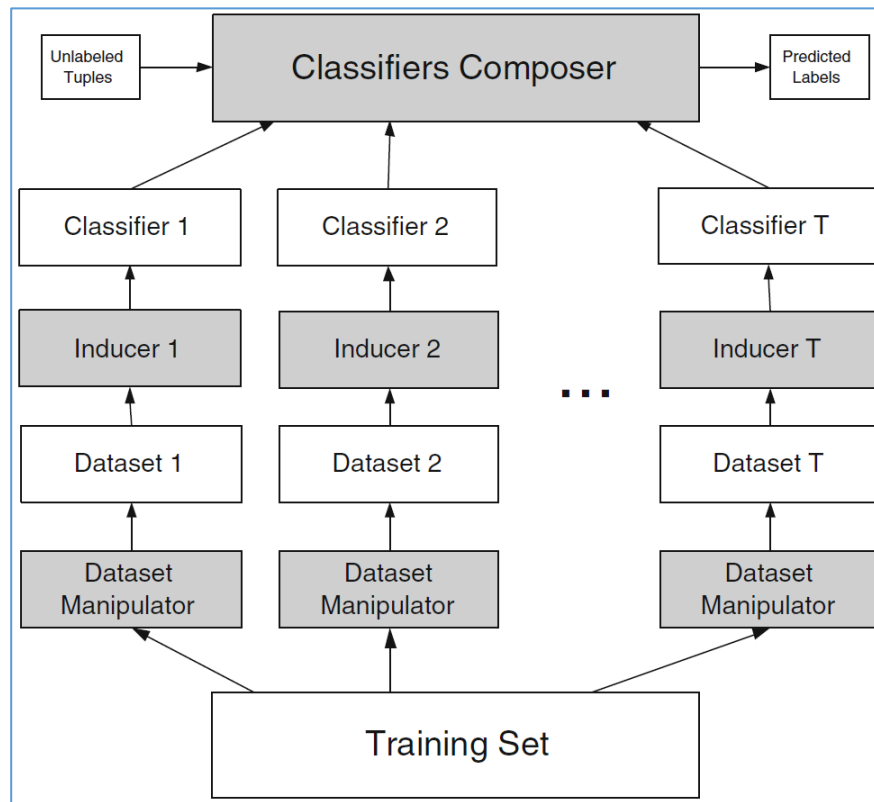 Unlabeled
Tuples
Classifiers Composer
Predicted
Labels
Classifier 1
Classifier 2
Classifier T
Inducer 1
Inducer 2
...
Inducer T
Dataset 1
Dataset 2
Dataset T
Dataset
Manipulator
Dataset
Manipulator
Dataset
Manipulator
Training Set